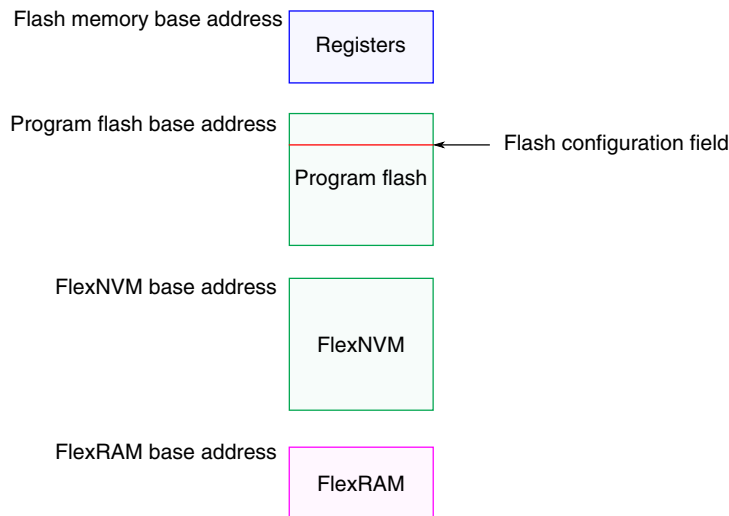 Flash memory base address
Registers
Program flash base address
Flash configuration field
Program flash
FlexNVM base address
FlexNVM
FlexRAM base address
FlexRAM